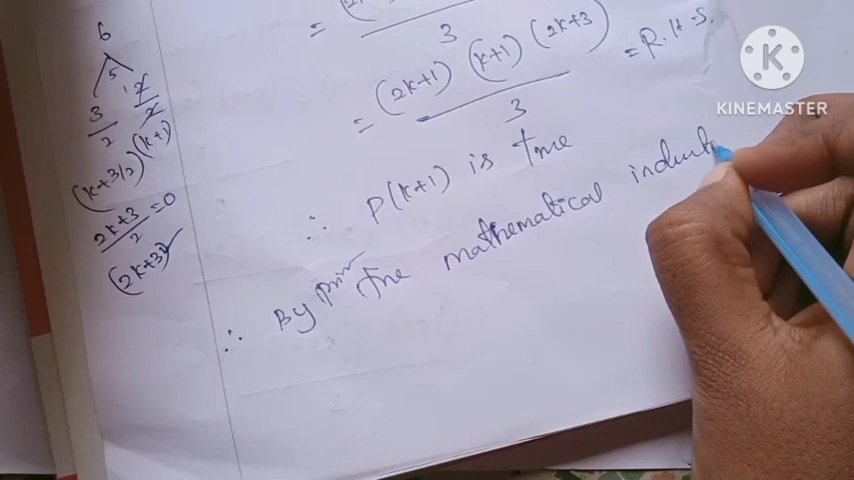 6
5
3/2
(k+3/2)(k+1)
2k+3/2 =0
(2k+3)
=
3
= (2k+1) (k+1) (2k+3)/3 = R.H.S.
∴ P(k+1) is true
∴ By prin the mathematical induct
KINEMASTER